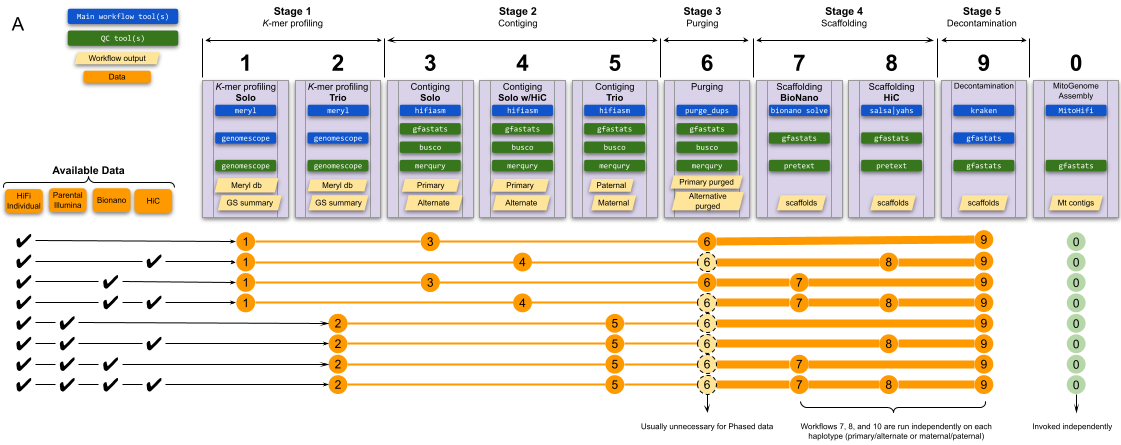 A
Main workflow tool(s)
QC tool(s)
Workflow output
Data
Stage 1
K-mer profiling
Stage 2
Contiging
Stage 3
Purging
Stage 4
Scaffolding
Stage 5
Decontamination
1
2
3
4
5
6
7
8
9
0
K-mer profiling
Solo
meryl
genomescope
genomescope
Meryl db
GS summary
K-mer profiling
Trio
meryl
genomescope
genomescope
Meryl db
GS summary
Contiging
Solo
hifiasm
gfastats
busco
merqury
Primary
Alternate
Contiging
Solo w/HiC
hifiasm
gfastats
busco
merqury
Primary
Alternate
Contiging
Trio
hifiasm
gfastats
busco
merqury
Paternal
Maternal
Purging
purge_dups
gfastats
busco
merqury
Primary purged
Alternative
purged
Scaffolding
BioNano
bionano solve
gfastats
pretext
scaffolds
Scaffolding
HiC
salsa|yahs
gfastats
pretext
scaffolds
Decontamination
kraken
gfastats
gfastats
scaffolds
MitoGenome
Assembly
MitoHifi
gfastats
Mt contigs
Available Data
HiFi
Individual
Parental
Illumina
Bionano
HiC
1 3 6 9 0
1 4 6 8 9 0
1 3 6 7 9 0
1 4 6 7 8 9 0
2 5 6 9 0
2 5 6 8 9 0
2 5 6 7 9 0
2 5 6 7 8 9 0
Usually unnecessary for Phased data
Workflows 7, 8, and 10 are run independently on each
haplotype (primary/alternate or maternal/paternal)
Invoked independently